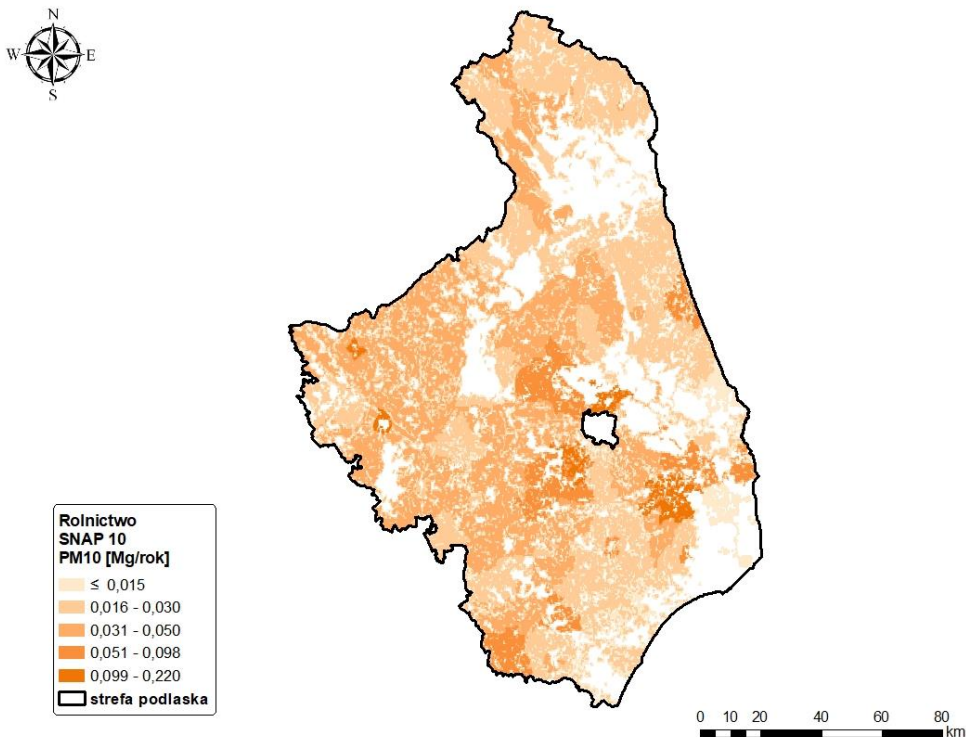 N
W E
S
Rolnictwo
SNAP 10
PM10 [Mg/rok]
≤ 0,015
0,016 - 0,030
0,031 - 0,050
0,051 - 0,098
0,099 - 0,220
strefa podlaska
0 10 20 40 60 80
km